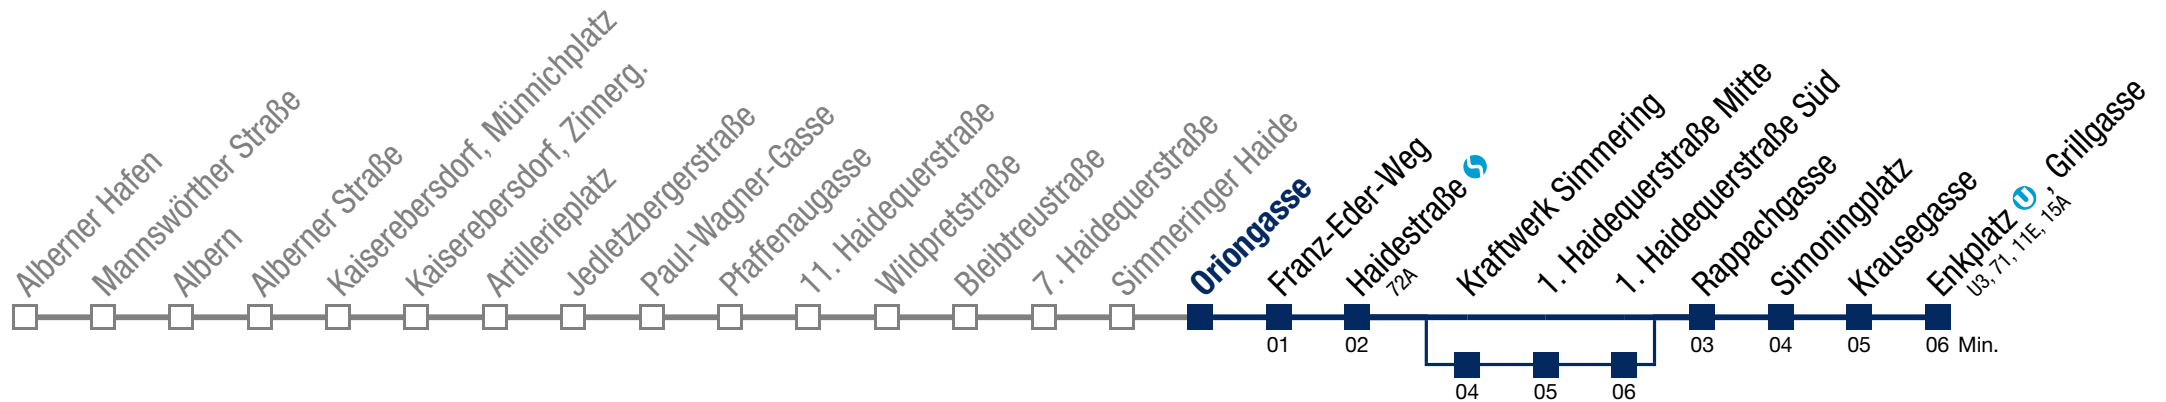 Alberner Hafen
Mannswörther Straße
Albern
Alberner Straße
Kaiserebersdorf, Münnichplatz
Kaiserebersdorf, Zinnerg.
Artillerieplatz
Jedletzbergerstraße
Paul-Wagner-Gasse
Pfaffenaugasse
11. Haidequerstraße
Wildpretstraße
Bleibtreustraße
7. Haidequerstraße
Simmeringer Haide
Oriongasse
Franz-Eder-Weg
Haidestraße S
72A
Kraftwerk Simmering
1. Haidequerstraße Mitte
1. Haidequerstraße Süd
Rappachgasse
Simoningplatz
Krausegasse
Enkplatz U, Grillgasse
U3, 71, 11E, 15A
01 02 03 04 05 06 Min.
04 05 06